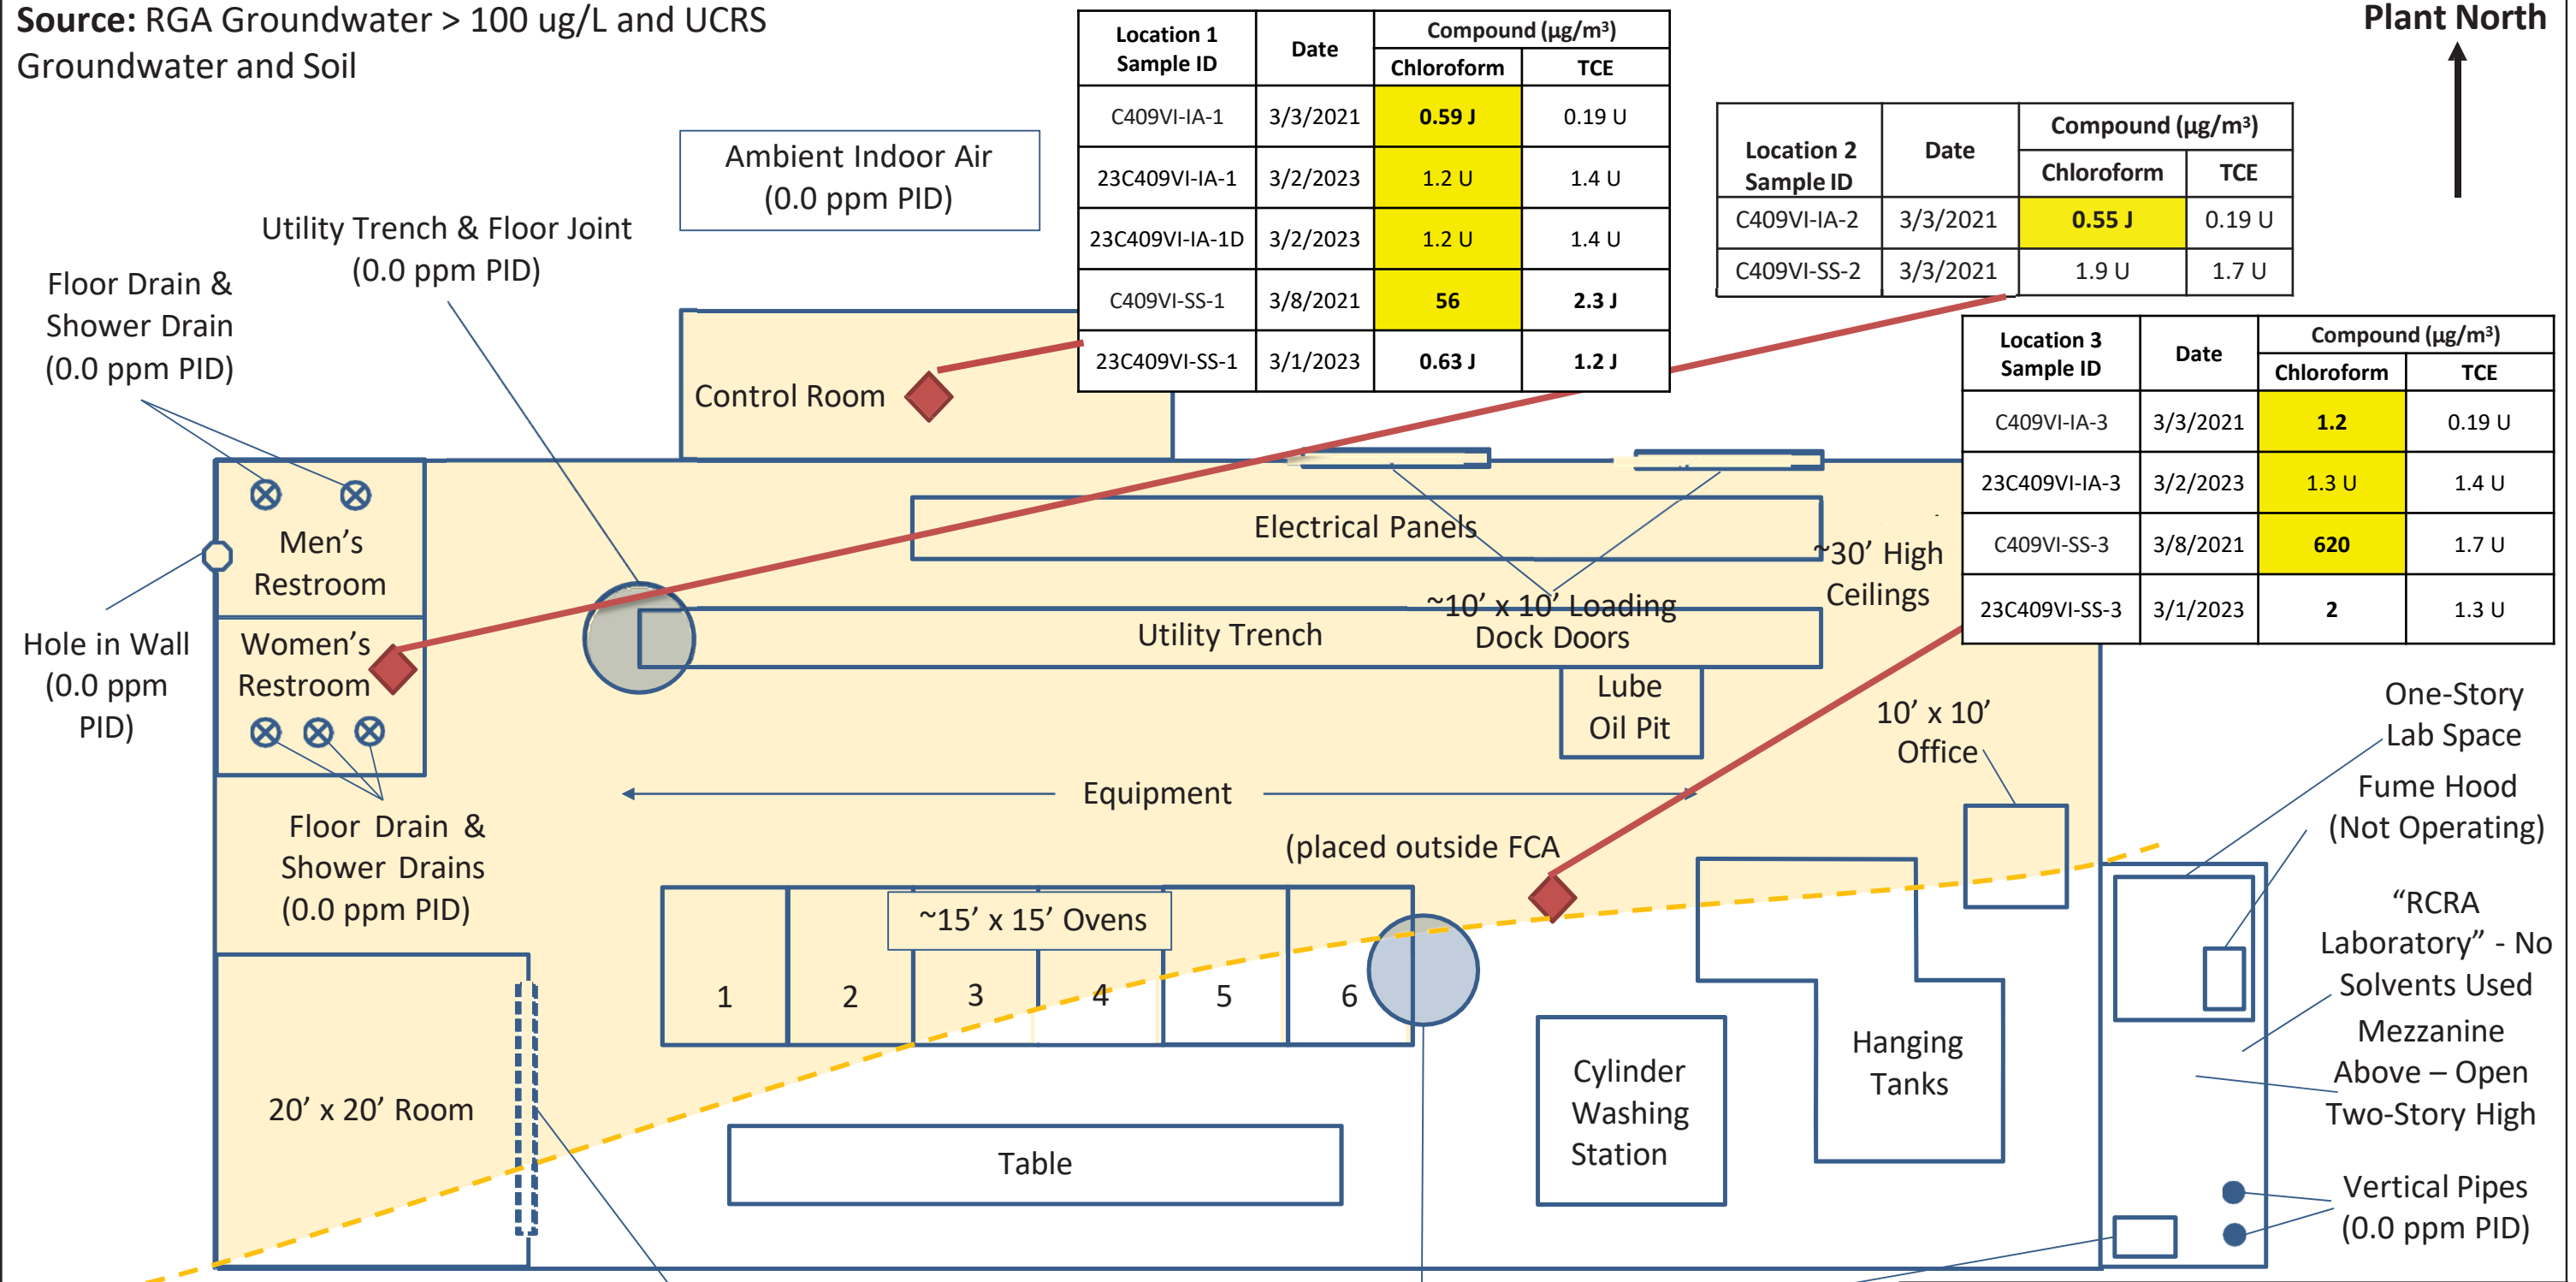 Source: RGA Groundwater > 100 ug/L and UCRS
Groundwater and Soil
Plant North
Location 1
Sample ID
Date
Compound (µg/m³)
Chloroform
TCE
C409VI-IA-1 3/3/2021 0.59 J 0.19 U
23C409VI-IA-1 3/2/2023 1.2 U 1.4 U
23C409VI-IA-1D 3/2/2023 1.2 U 1.4 U
C409VI-SS-1 3/8/2021 56 2.3 J
23C409VI-SS-1 3/1/2023 0.63 J 1.2 J
Location 2
Sample ID
Date
Compound (µg/m³)
Chloroform
TCE
C409VI-IA-2 3/3/2021 0.55 J 0.19 U
C409VI-SS-2 3/3/2021 1.9 U 1.7 U
Location 3
Sample ID
Date
Compound (µg/m³)
Chloroform
TCE
C409VI-IA-3 3/3/2021 1.2 0.19 U
23C409VI-IA-3 3/2/2023 1.3 U 1.4 U
C409VI-SS-3 3/8/2021 620 1.7 U
23C409VI-SS-3 3/1/2023 2 1.3 U
Ambient Indoor Air
(0.0 ppm PID)
Utility Trench & Floor Joint
(0.0 ppm PID)
Floor Drain &
Shower Drain
(0.0 ppm PID)
Control Room
Men's
Restroom
Electrical Panels
~30' High
Ceilings
~10' x 10' Loading
Dock Doors
Utility Trench
Hole in Wall
(0.0 ppm
PID)
Women's
Restroom
Lube
Oil Pit
10' x 10'
Office
One-Story
Lab Space
Fume Hood
(Not Operating)
Equipment
Floor Drain &
Shower Drains
(0.0 ppm PID)
(placed outside FCA
~15' x 15' Ovens
1 2 3 4 5 6
"RCRA
Laboratory" - No
Solvents Used
Mezzanine
Above – Open
Two-Story High
Hanging
Tanks
Cylinder
Washing
Station
20' x 20' Room
Table
Vertical Pipes
(0.0 ppm PID)